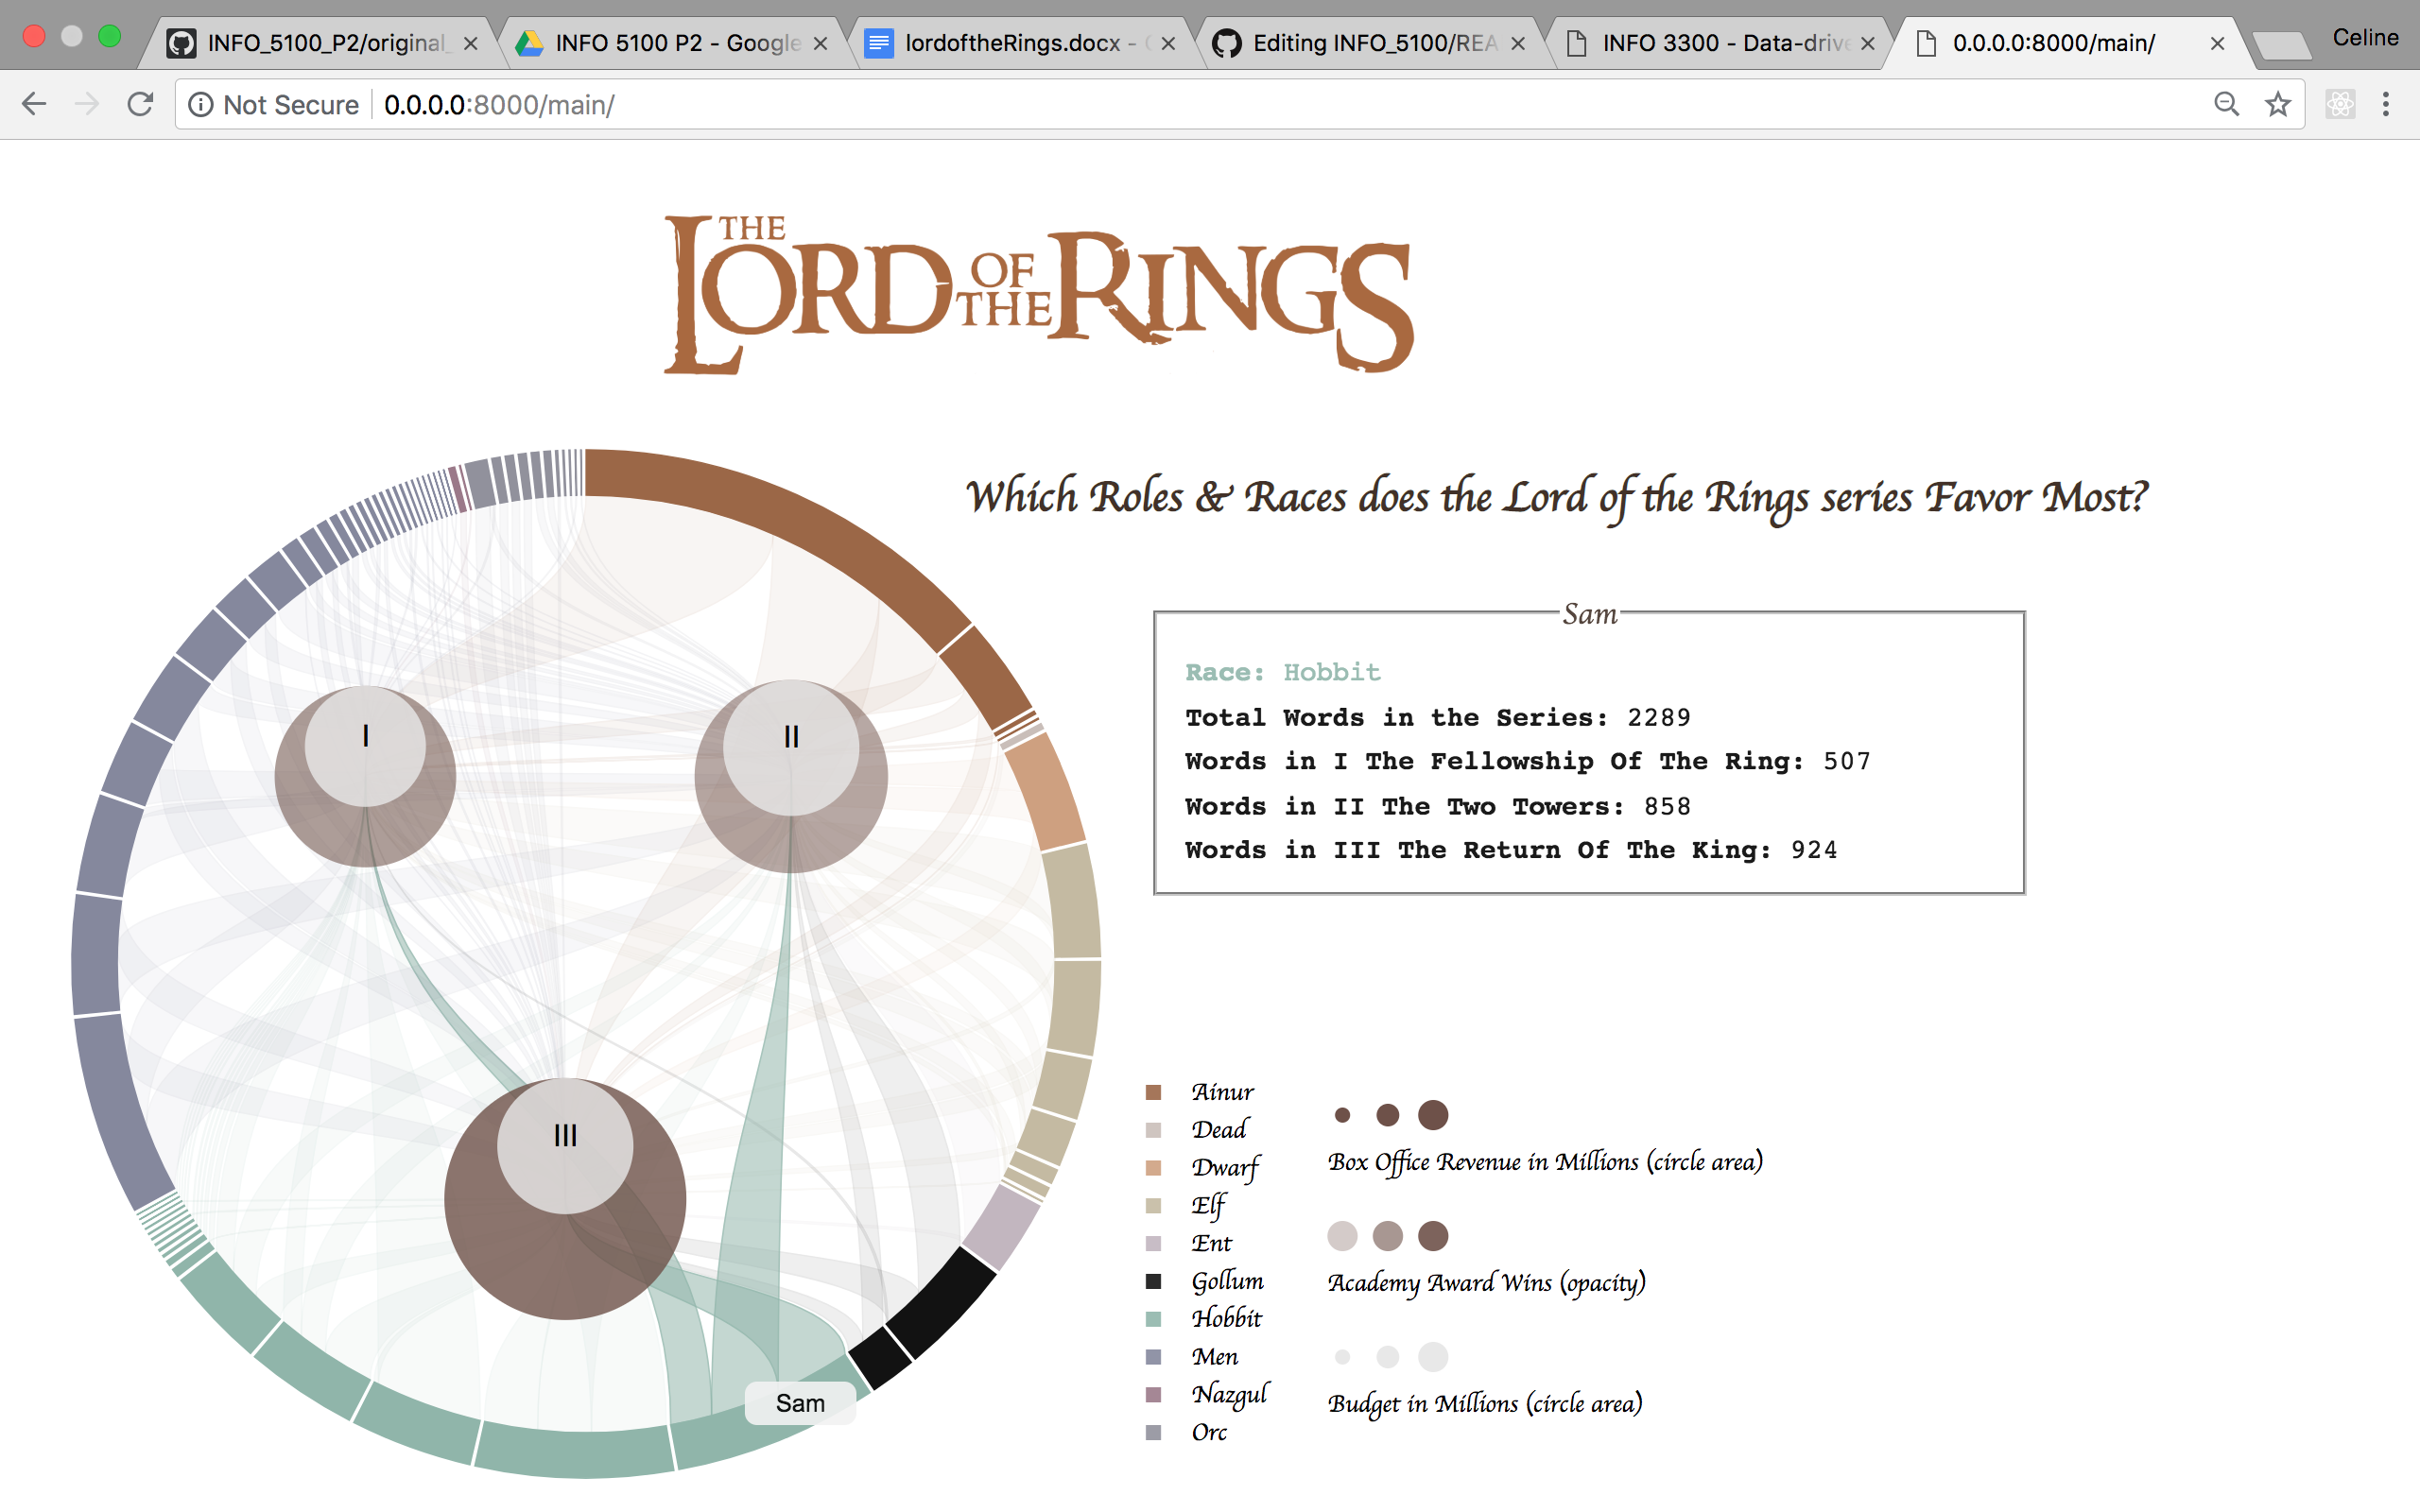 INFO_5100_P2/original_
INFO 5100 P2 - Google
lordoftheRings.docx -
Editing INFO_5100/REA
INFO 3300 - Data-drive
0.0.0.0:8000/main/
Celine
Not Secure
0.0.0.0:8000/main/
THE LORD OF THE RINGS
Which Roles & Races does the Lord of the Rings series Favor Most?
Sam
Race: Hobbit
Total Words in the Series: 2289
Words in I The Fellowship Of The Ring: 507
Words in II The Two Towers: 858
Words in III The Return Of The King: 924
I
II
III
Sam
Ainur
Dead
Dwarf
Elf
Ent
Gollum
Hobbit
Men
Nazgul
Orc
Box Office Revenue in Millions (circle area)
Academy Award Wins (opacity)
Budget in Millions (circle area)